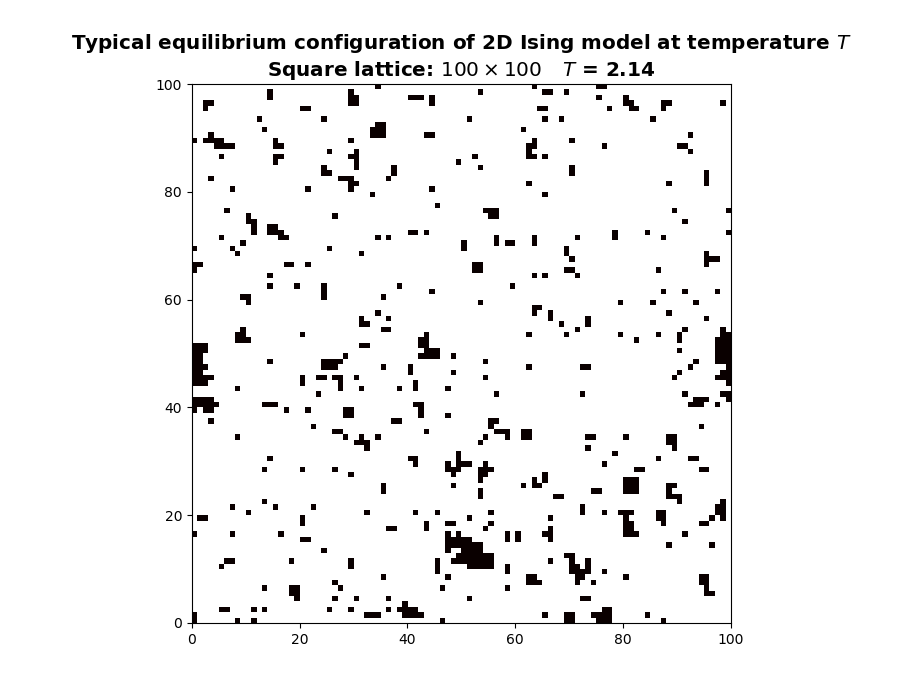 Typical equilibrium configuration of 2D Ising model at temperature T
Square lattice: 100 × 100 T = 2.14
100
80
60
40
20
0
0 20 40 60 80 100